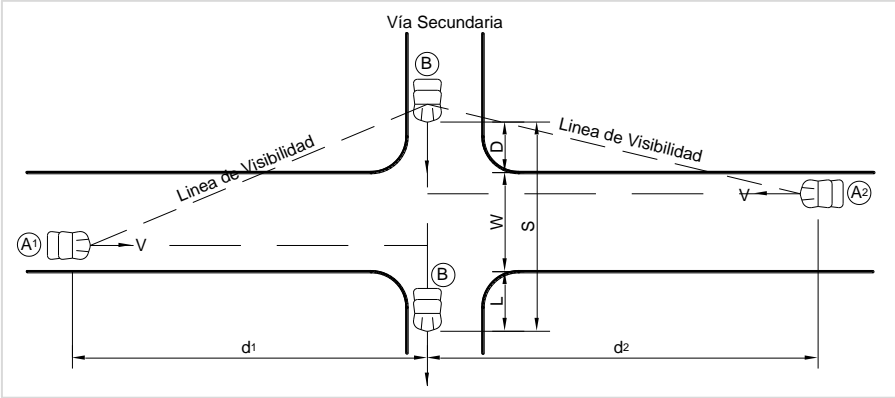 Vía Secundaria
B
Linea de Visibilidad
Linea de Visibilidad
D
A2
V
W
S
A1
V
B
L
d1
d2